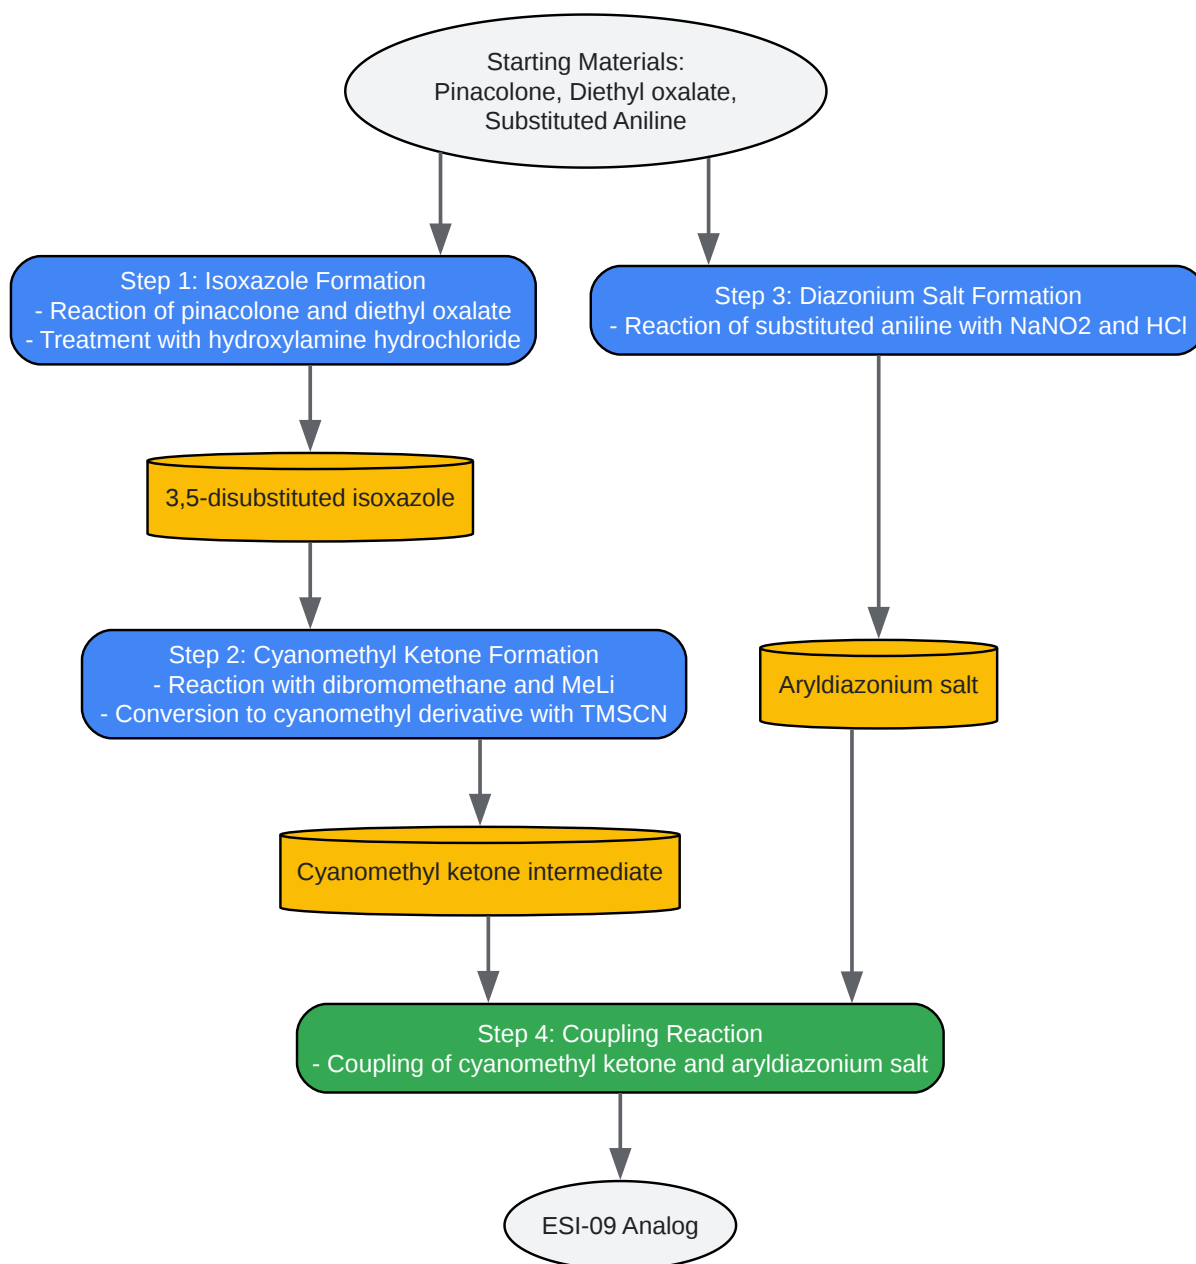 Starting Materials:
Pinacolone, Diethyl oxalate,
Substituted Aniline
Step 1: Isoxazole Formation
- Reaction of pinacolone and diethyl oxalate
- Treatment with hydroxylamine hydrochloride
Step 3: Diazonium Salt Formation
- Reaction of substituted aniline with NaNO2 and HCl
3,5-disubstituted isoxazole
Step 2: Cyanomethyl Ketone Formation
- Reaction with dibromomethane and MeLi
- Conversion to cyanomethyl derivative with TMSCN
Aryldiazonium salt
Cyanomethyl ketone intermediate
Step 4: Coupling Reaction
- Coupling of cyanomethyl ketone and aryldiazonium salt
ESI-09 Analog